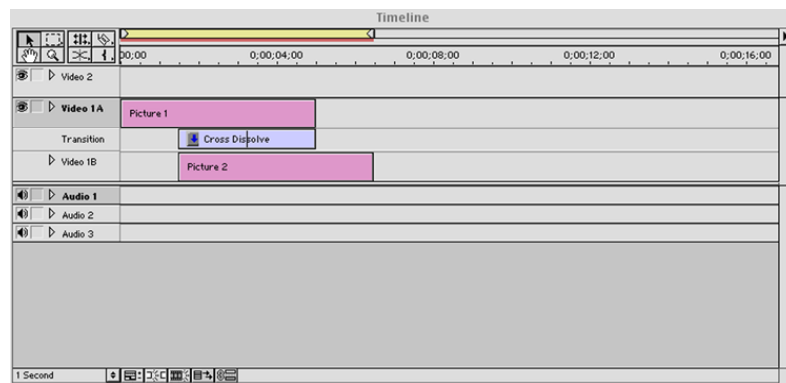 Timeline
00;00 0;00;04;00 0;00;08;00 0;00;12;00 0;00;16;00
Video 2
Video 1A Picture 1
Transition Cross Dissolve
Video 1B Picture 2
Audio 1
Audio 2
Audio 3
1 Second